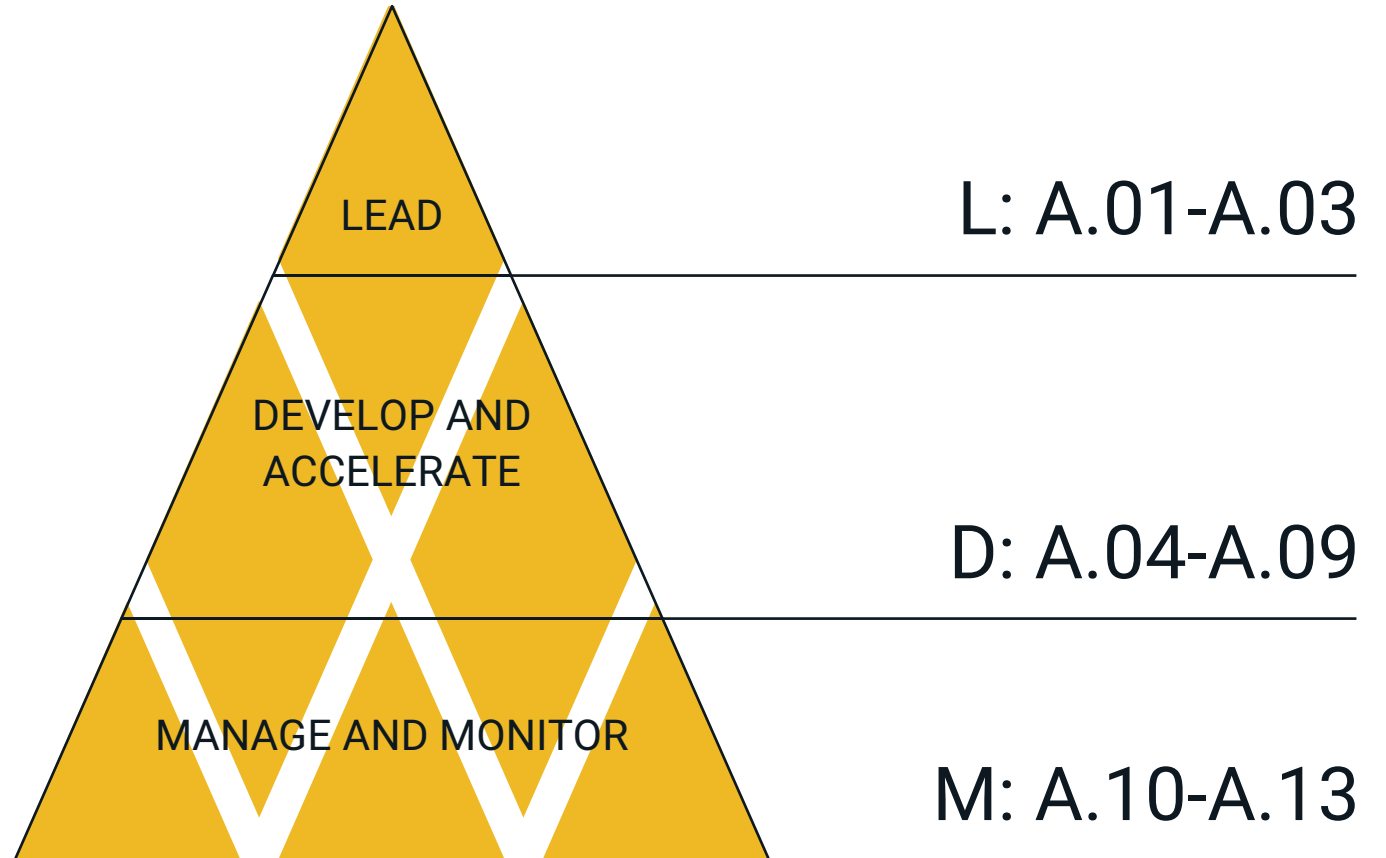 LEAD
L: A.01-A.03
DEVELOP AND
ACCELERATE
D: A.04-A.09
MANAGE AND MONITOR
M: A.10-A.13